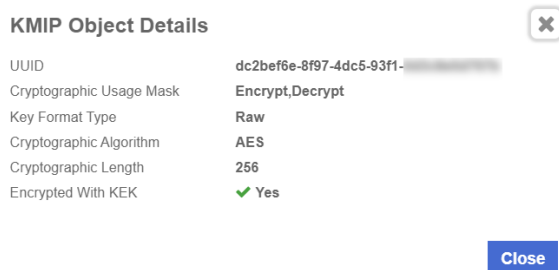 KMIP Object Details
UUID dc2bef6e-8f97-4dc5-93f1-
Cryptographic Usage Mask Encrypt,Decrypt
Key Format Type Raw
Cryptographic Algorithm AES
Cryptographic Length 256
Encrypted With KEK ✔ Yes
Close